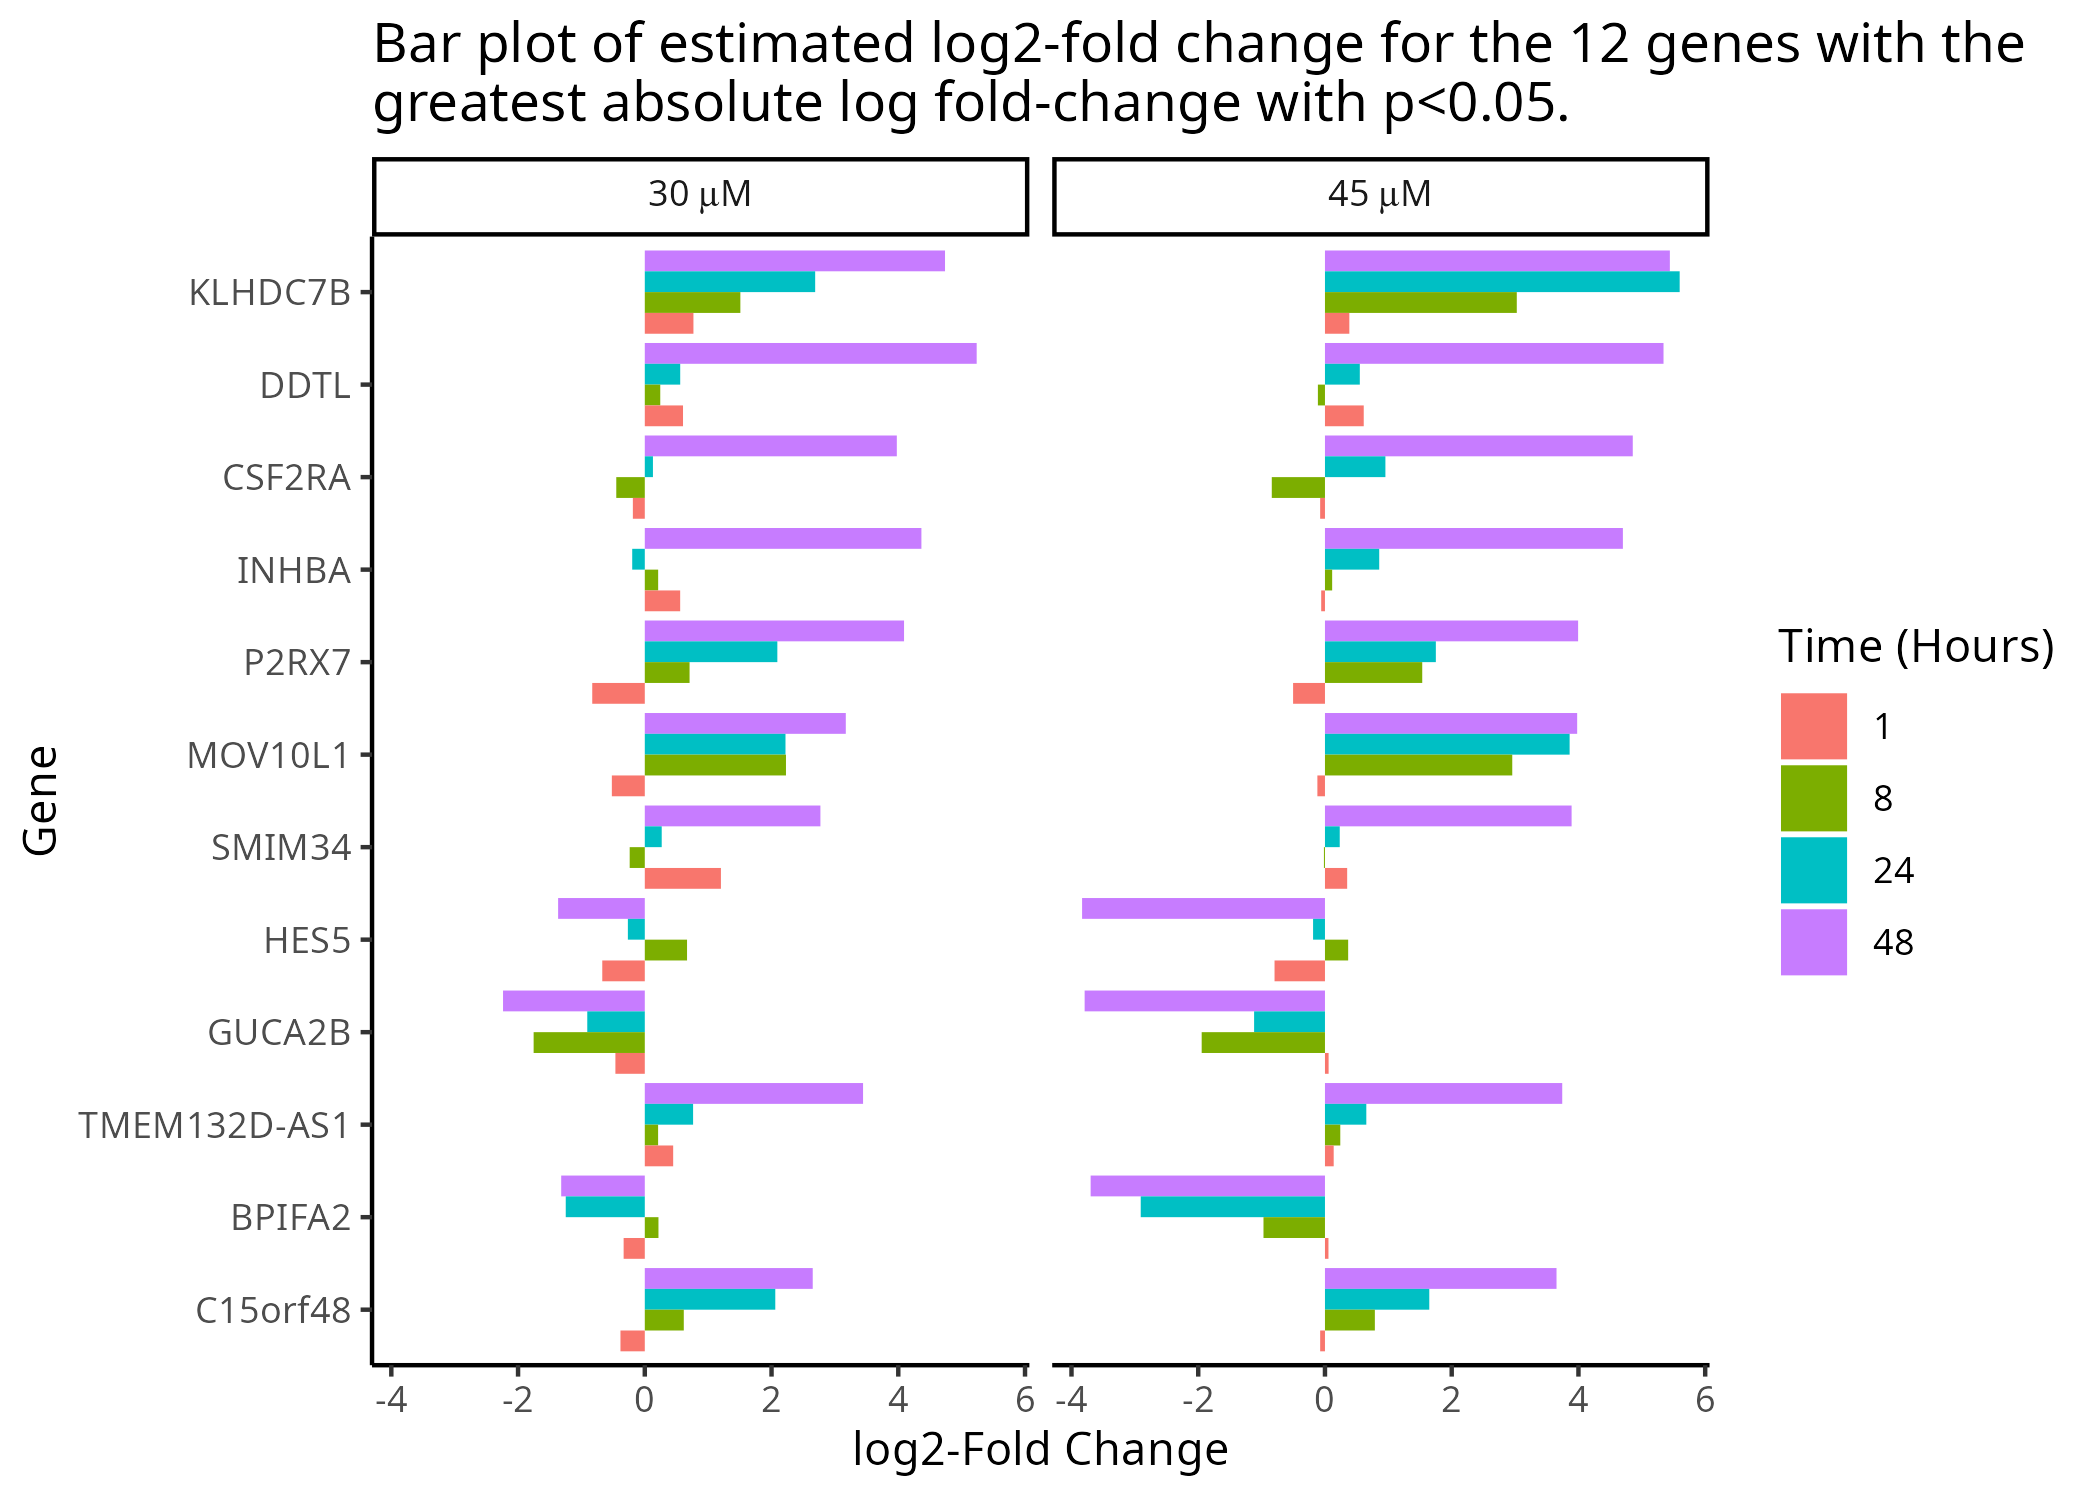 Bar plot of estimated log2-fold change for the 12 genes with the
greatest absolute log fold-change with p<0.05.
30 μM
45 μM
KLHDC7B
DDTL
CSF2RA
INHBA
P2RX7
MOV10L1
SMIM34
HES5
GUCA2B
TMEM132D-AS1
BPIFA2
C15orf48
Gene
-4 -2 0 2 4 6
-4 -2 0 2 4 6
log2-Fold Change
Time (Hours)
1
8
24
48